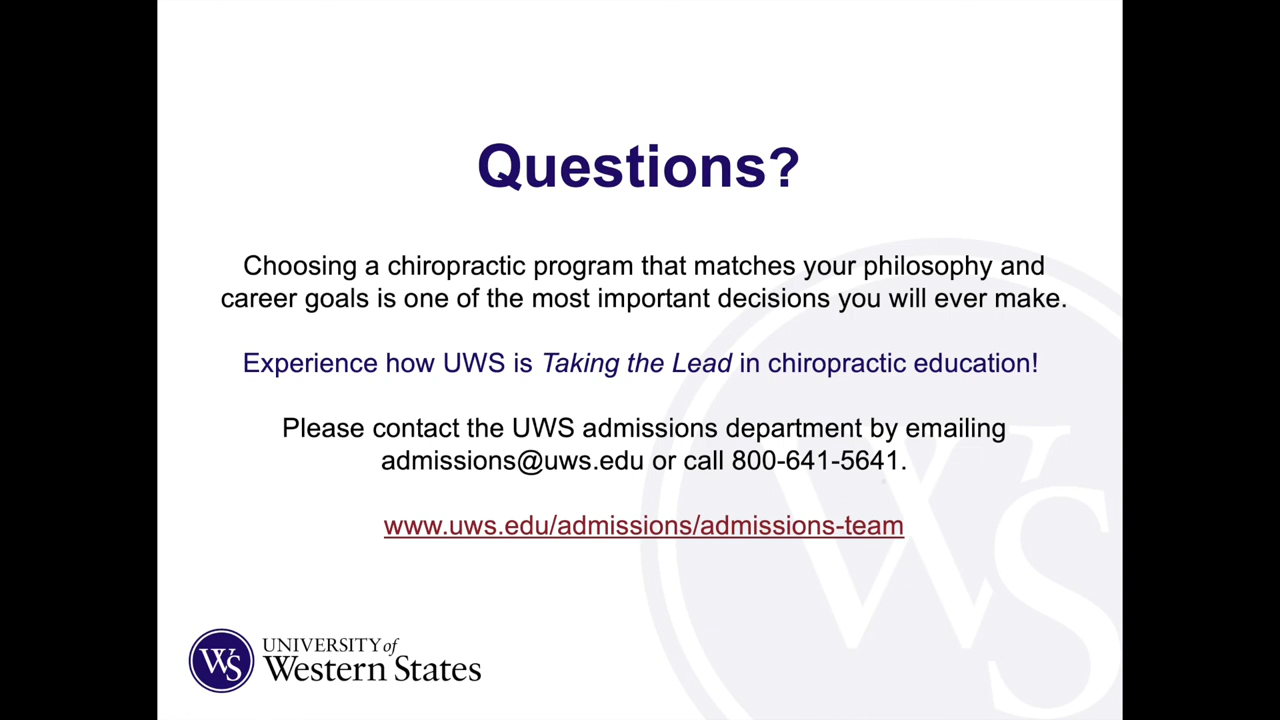 Questions?
Choosing a chiropractic program that matches your philosophy and
career goals is one of the most important decisions you will ever make.
Experience how UWS is Taking the Lead in chiropractic education!
Please contact the UWS admissions department by emailing
admissions@uws.edu or call 800-641-5641.
www.uws.edu/admissions/admissions-team
WS
UNIVERSITY of
Western States
WS